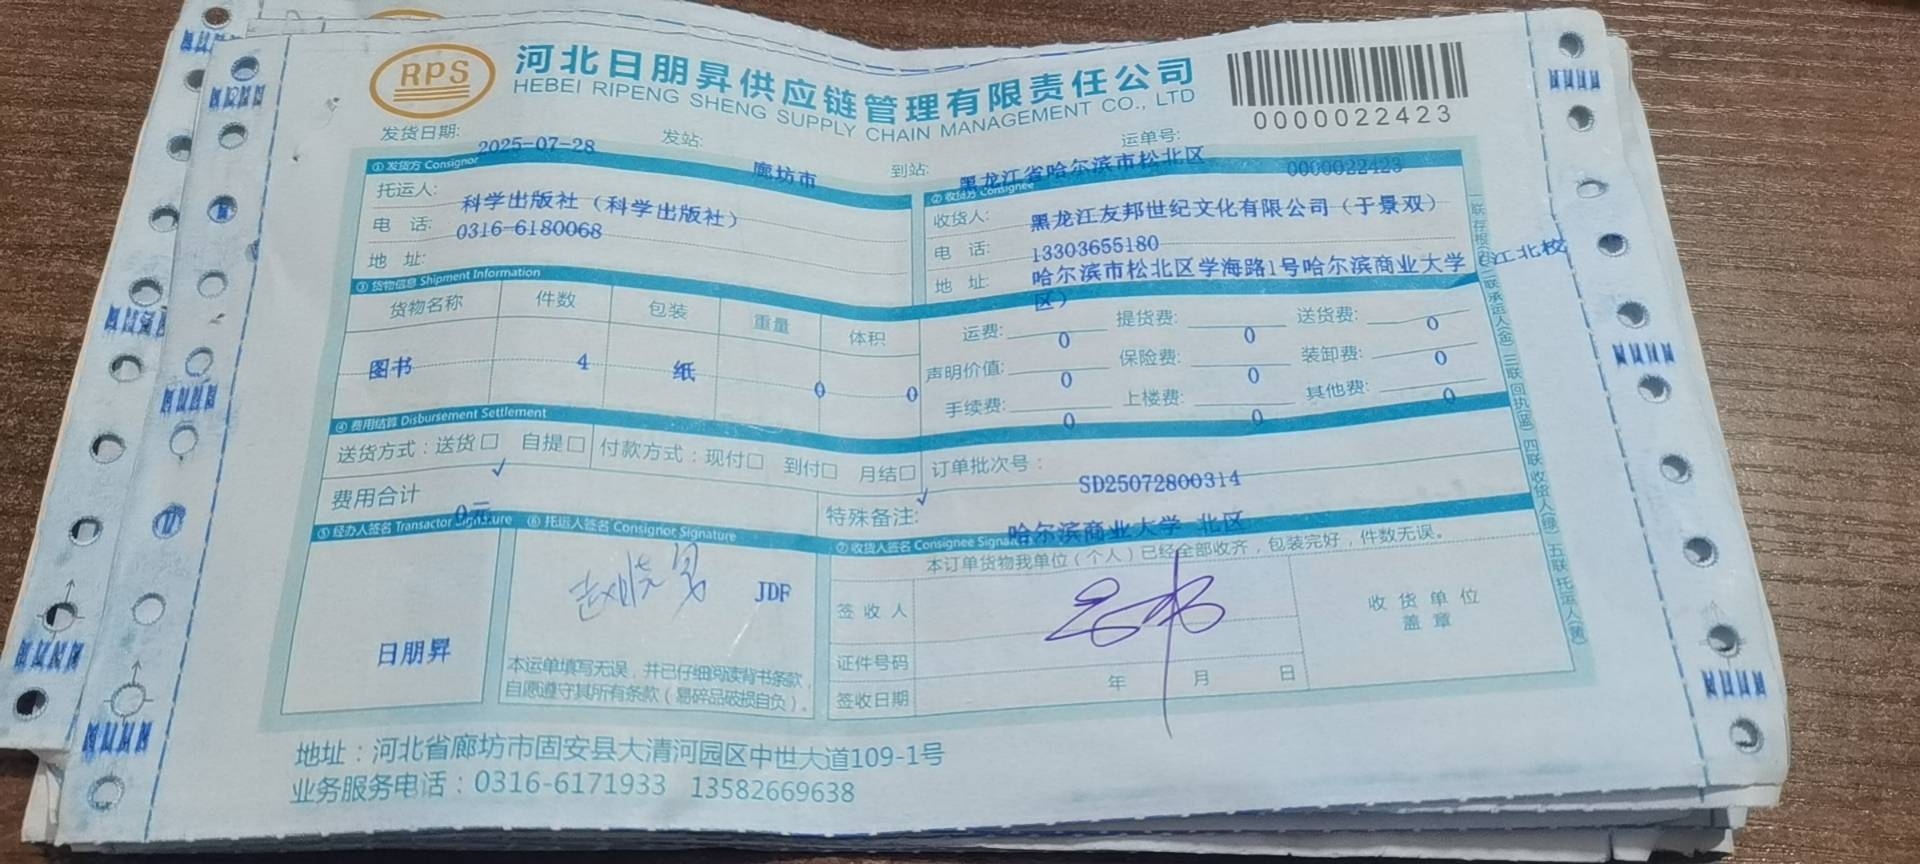 RPS
河北日朋昇供应链管理有限责任公司
HEBEI RIPENG SHENG SUPPLY CHAIN MANAGEMENT CO., LTD
0000022423
发货日期: 2025-07-28 发站: 廊坊市 到站: 黑龙江省哈尔滨市松北区 运单号: 0000022423
①发货方 Consignor
托运人: 科学出版社（科学出版社）
电 话: 0316-6180068
地 址:
②收货方 Consignee
收货人: 黑龙江友邦世纪文化有限公司（于景双）
电 话: 13303655180
地 址: 哈尔滨市松北区学海路1号哈尔滨商业大学 江北校
区）
③货物信息 Shipment Information
货物名称 件数 包装 重量 体积
图书 4 纸 0 0
运费: 0 提货费: 0 送货费: 0
声明价值: 0 保险费: 0 装卸费: 0
手续费: 0 上楼费: 0 其他费: 0
④费用结算 Disbursement Settlement
送货方式：送货□ 自提□ 付款方式：现付□ 到付□ 月结□ 订单批次号：
√ √ SD25072800314
费用合计 0元 特殊备注: 哈尔滨商业大学 北区
⑤经办人签名 Transactor Signature
日朋昇
⑥托运人签名 Consignor Signature
赵晓男 JDF
本运单填写无误，并已仔细阅读背书条款，
自愿遵守其所有条款（易碎品破损自负）。
⑦收货人签名 Consignee Signa
本订单货物我单位（个人）已经全部收齐，包装完好，件数无误。
签 收 人
证件号码
签收日期 年 月 日
收 货 单 位
盖 章
一联存根(白) 二联承运人(金) 三联回执(蓝) 四联收货人(绿) 五联托运人(黄)
地址：河北省廊坊市固安县大清河园区中世大道109-1号
业务服务电话：0316-6171933 13582669638